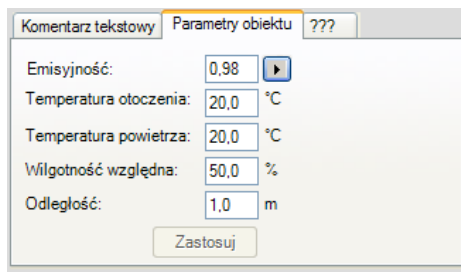 Komentarz tekstowy Parametry obiektu ???
Emisyjność: 0,98
Temperatura otoczenia: 20,0 °C
Temperatura powietrza: 20,0 °C
Wilgotność względna: 50,0 %
Odległość: 1,0 m
Zastosuj